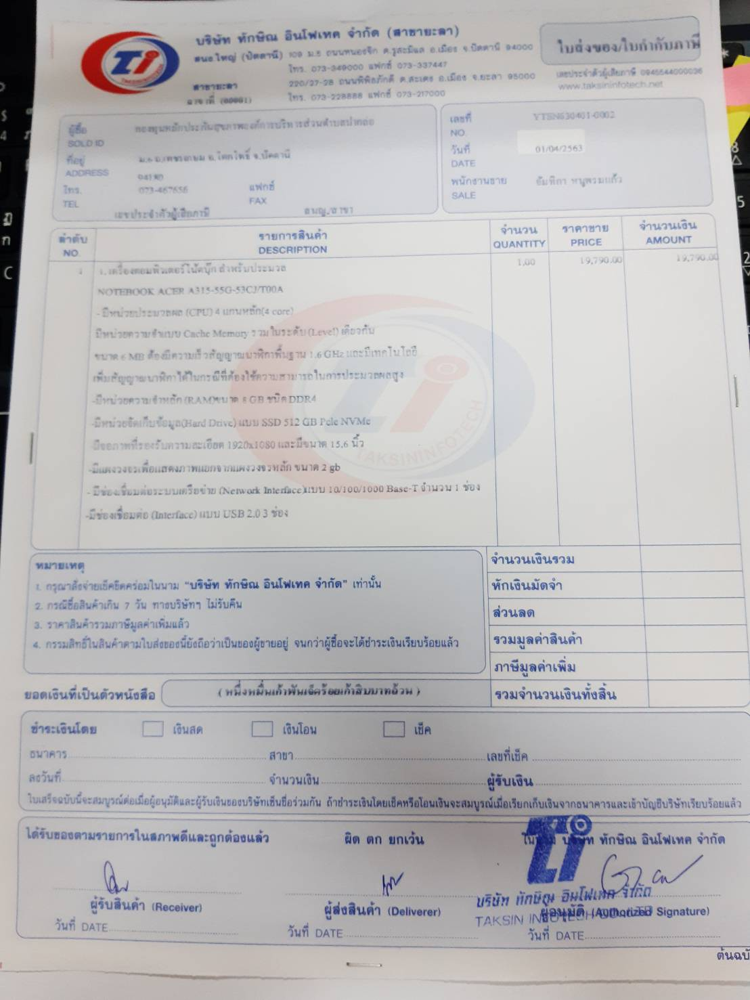 บริษัท ทักษิณ อินโฟเทค จำกัด (สาขายะลา)
ใบส่งของ/ใบกำกับภาษี
สนง.ใหญ่ (ปัตตานี) 109 ม.8 ถนนหนองจิก ต.รูสะมิแล อ.เมือง จ.ปัตตานี 94000
โทร. 073-349000 แฟกซ์ 073-337447
เลขประจำตัวผู้เสียภาษี 0945544000026
www.taksininfotech.net
สาขายะลา 220/27-28 ถนนพิพิธภักดี ต.สะเตง อ.เมือง จ.ยะลา 95000
สาขาที่ (00001) โทร. 073-228888 แฟกซ์ 073-217000
TAKSININFOTECH
ผู้ซื้อ กองทุนหลักประกันสุขภาพองค์การบริหารส่วนตำบลปากล่อ
SOLD ID
ที่อยู่ ม.6 ถ.เพชรเกษม อ.โคกโพธิ์ จ.ปัตตานี
ADDRESS 94180
โทร. 073-467656 แฟกซ์
TEL FAX
เลขประจำตัวผู้เสียภาษี สนญ./สาขา
เลขที่ YTSN630401-0002
NO.
วันที่ 01/04/2563
DATE
พนักงานขาย
SALE
ลำดับ รายการสินค้า จำนวน ราคาขาย จำนวนเงิน
NO. DESCRIPTION QUANTITY PRICE AMOUNT
1 1. เครื่องคอมพิวเตอร์โน้ตบุ๊ก สำหรับประมวล 1.00 19,790.00 19,790.00
NOTEBOOK ACER A315-55G-53CJ/T00A
- มีหน่วยประมวลผล (CPU) 4 แกนหลัก(4 core)
มีหน่วยความจำแบบ Cache Memory รวมในระดับ (Level) เดียวกัน
ขนาด 6 MB ต้องมีความเร็วสัญญาณนาฬิกาพื้นฐาน 1.6 GHz และมีเทคโนโลยี
เพิ่มสัญญาณนาฬิกาได้ในกรณีที่ต้องใช้ความสามารถในการประมวลผลสูง
-มีหน่วยความจำหลัก (RAM)ขนาด 8 GB ชนิด DDR4
-มีหน่วยจัดเก็บข้อมูล(Hard Drive) แบบ SSD 512 GB Pcle NVMe
-มีจอภาพที่รองรับความละเอียด 1920x1080 และมีขนาด 15.6 นิ้ว
-มีแผงวงจรเพื่อแสดงภาพแยกจากแผงวงจรหลัก ขนาด 2 gb
- มีช่องเชื่อมต่อระบบเครือข่าย (Network Interface)แบบ 10/100/1000 Base-T จำนวน 1 ช่อง
-มีช่องเชื่อมต่อ (Interface) แบบ USB 2.0 3 ช่อง
TAKSININFOTECH
หมายเหตุ
1. กรุณาสั่งจ่ายเช็คขีดคร่อมในนาม "บริษัท ทักษิณ อินโฟเทค จำกัด" เท่านั้น
2. กรณีซื้อสินค้าเกิน 7 วัน ทางบริษัทฯ ไม่รับคืน
3. ราคาสินค้ารวมภาษีมูลค่าเพิ่มแล้ว
4. กรรมสิทธิ์ในสินค้าตามใบส่งของนี้ยังถือว่าเป็นของผู้ขายอยู่ จนกว่าผู้ซื้อจะได้ชำระเงินเรียบร้อยแล้ว
จำนวนเงินรวม
หักเงินมัดจำ
ส่วนลด
รวมมูลค่าสินค้า
ภาษีมูลค่าเพิ่ม
ยอดเงินที่เป็นตัวหนังสือ ( หนึ่งหมื่นเก้าพันเจ็ดร้อยเก้าสิบบาทถ้วน ) รวมจำนวนเงินทั้งสิ้น
ชำระเงินโดย เงินสด เงินโอน เช็ค
ธนาคาร สาขา เลขที่เช็ค
ลงวันที่ จำนวนเงิน ผู้รับเงิน
ใบเสร็จฉบับนี้จะสมบูรณ์ต่อเมื่อผู้อนุมัติและผู้รับเงินของบริษัทเซ็นชื่อร่วมกัน ถ้าชำระเงินโดยเช็คหรือโอนเงินจะสมบูรณ์เมื่อเรียกเก็บเงินจากธนาคารและเข้าบัญชีบริษัทเรียบร้อยแล้ว
ได้รับของตามรายการในสภาพดีและถูกต้องแล้ว ผิด ตก ยกเว้น ในนาม บริษัท ทักษิณ อินโฟเทค จำกัด
บริษัท ทักษิณ อินโฟเทค จำกัด
TAKSIN INFOTECH CO., LTD
ผู้รับสินค้า (Receiver) ผู้ส่งสินค้า (Deliverer) ผู้อนุมัติ (Authorized Signature)
วันที่ DATE วันที่ DATE วันที่ DATE
ต้นฉบั